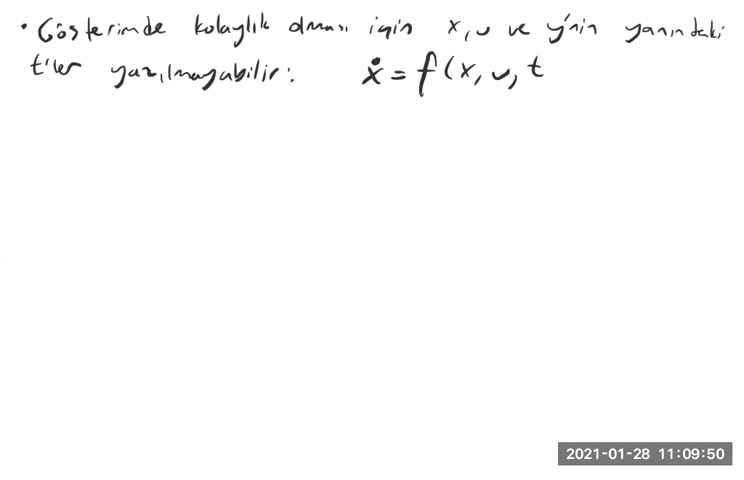 • Gösterimde kolaylık olması için x, u ve y'nin yanındaki
t'ler yazılmayabilir: ẋ = f(x, u, t
2021-01-28 11:09:50